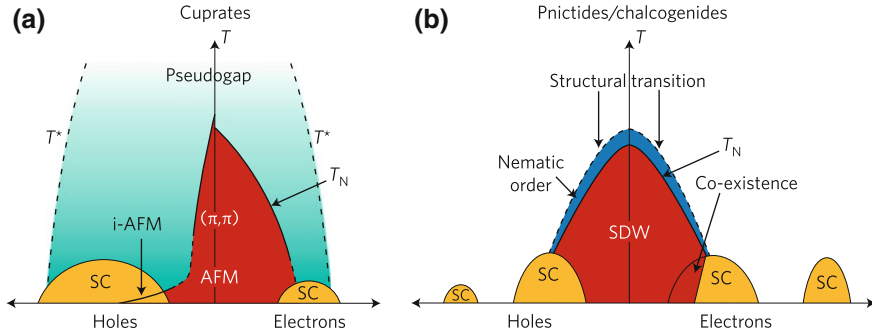 (a)
Cuprates
T
Pseudogap
T*
T*
T_N
i-AFM
(π,π)
AFM
SC
SC
Holes
Electrons
(b)
Pnictides/chalcogenides
T
Structural transition
T_N
Nematic
order
Co-existence
SDW
SC
SC
SC
SC
Holes
Electrons